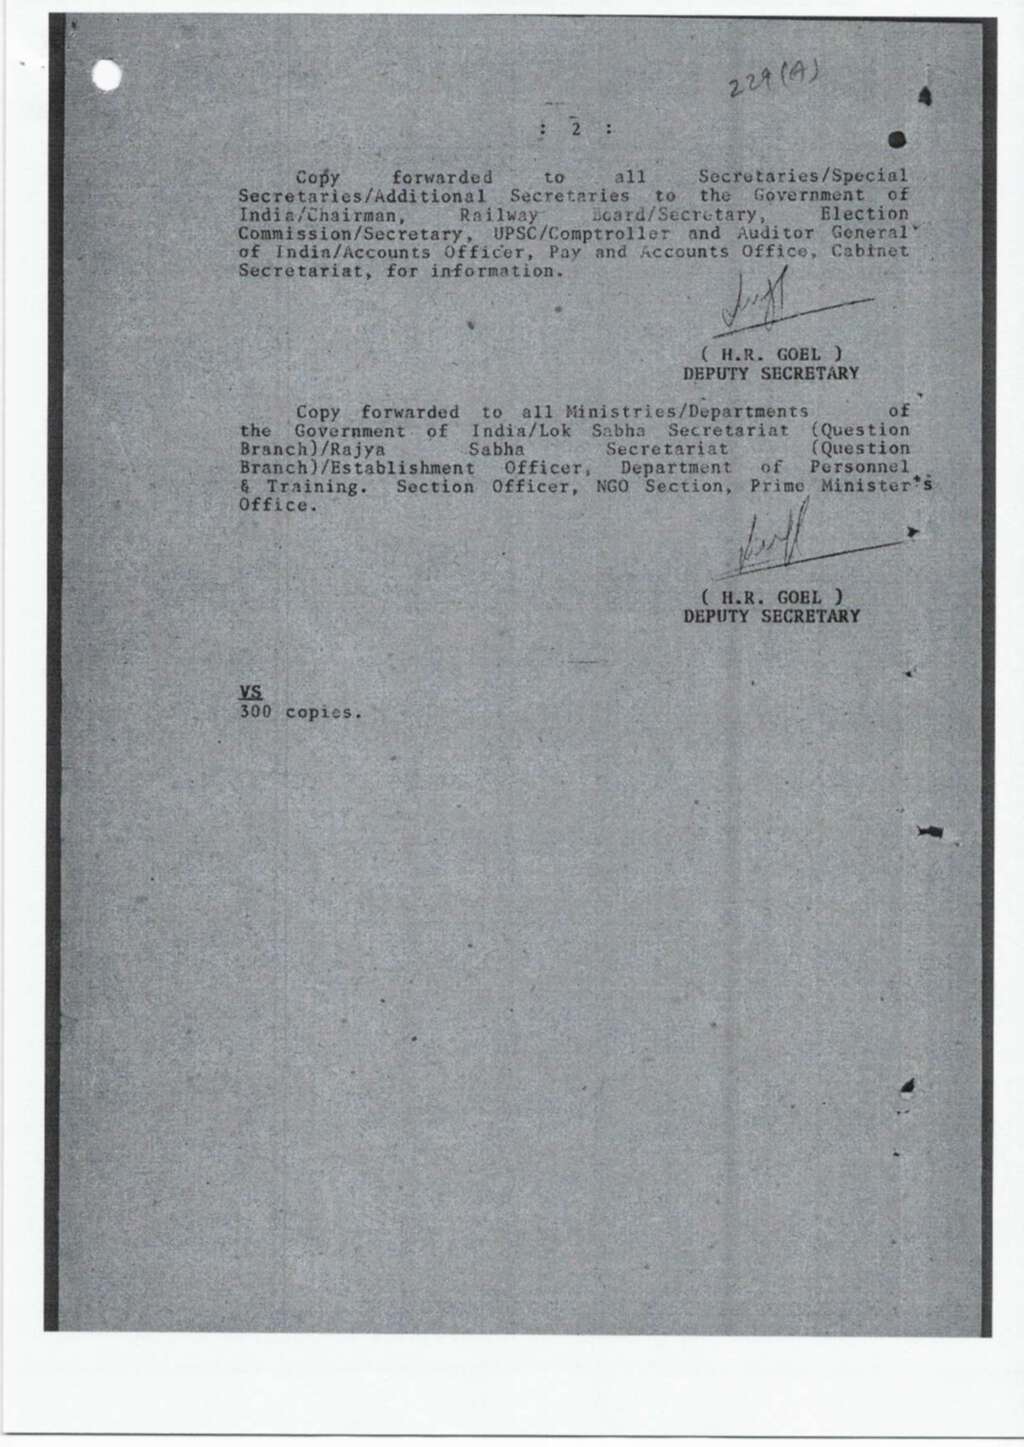 229(A)
: 2 :
Copy forwarded to all Secretaries/Special
Secretaries/Additional Secretaries to the Government of
India/Chairman, Railway Board/Secretary, Election
Commission/Secretary, UPSC/Comptroller and Auditor General
of India/Accounts Officer, Pay and Accounts Office, Cabinet
Secretariat, for information.
( H.R. GOEL )
DEPUTY SECRETARY
Copy forwarded to all Ministries/Departments of
the Government of India/Lok Sabha Secretariat (Question
Branch)/Rajya Sabha Secretariat (Question
Branch)/Establishment Officer, Department of Personnel
& Training. Section Officer, NGO Section, Prime Minister's
Office.
( H.R. GOEL )
DEPUTY SECRETARY
VS
300 copies.